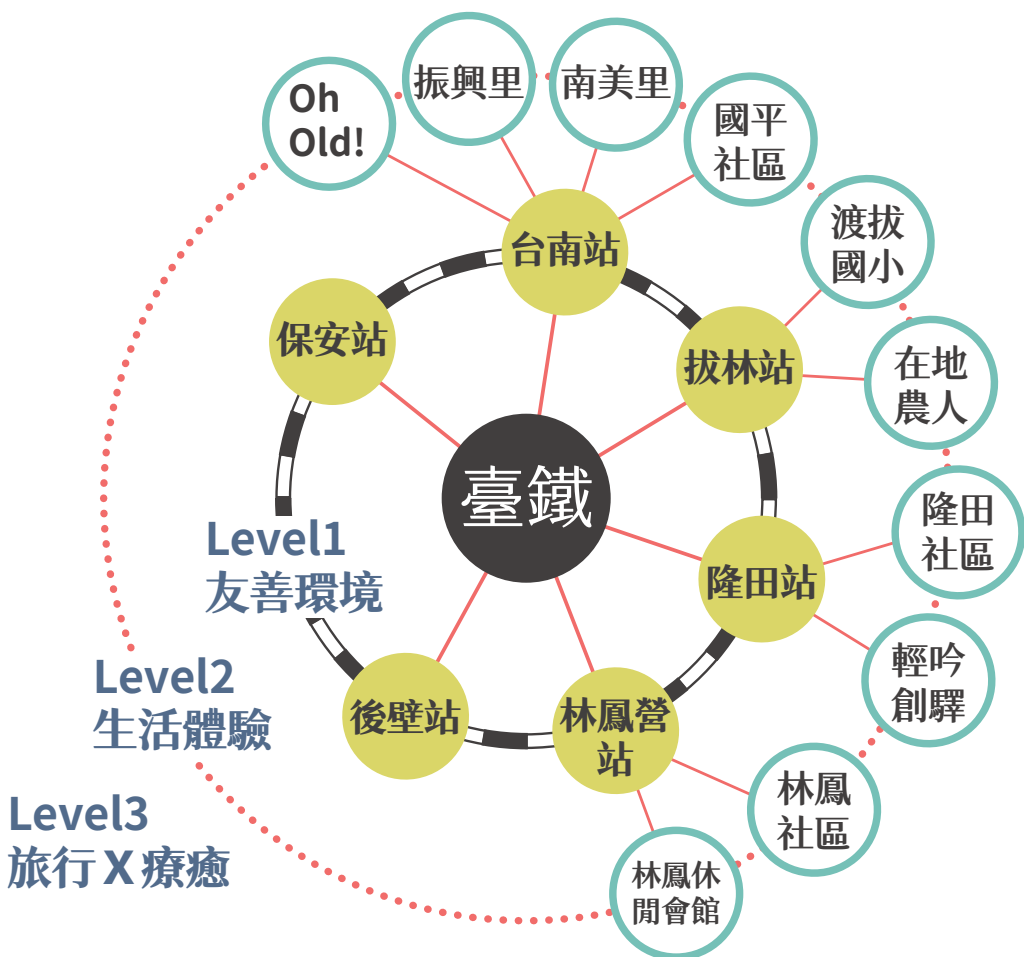 Oh
Old!
振興里
南美里
國平
社區
渡拔
國小
在地
農人
隆田
社區
輕吟
創驛
林鳳
社區
林鳳休
閒會館
台南站
保安站
拔林站
隆田站
林鳳營
站
後壁站
臺鐵
Level1
友善環境
Level2
生活體驗
Level3
旅行X療癒